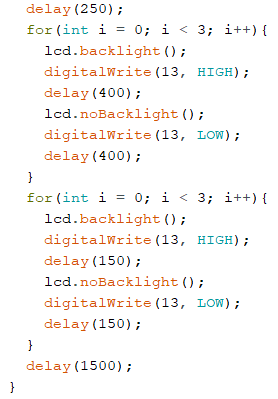 delay(250);
for(int i = 0; i < 3; i++){
lcd.backlight();
digitalWrite(13, HIGH);
delay(400);
lcd.noBacklight();
digitalWrite(13, LOW);
delay(400);
}
for(int i = 0; i < 3; i++){
lcd.backlight();
digitalWrite(13, HIGH);
delay(150);
lcd.noBacklight();
digitalWrite(13, LOW);
delay(150);
}
delay(1500);
}